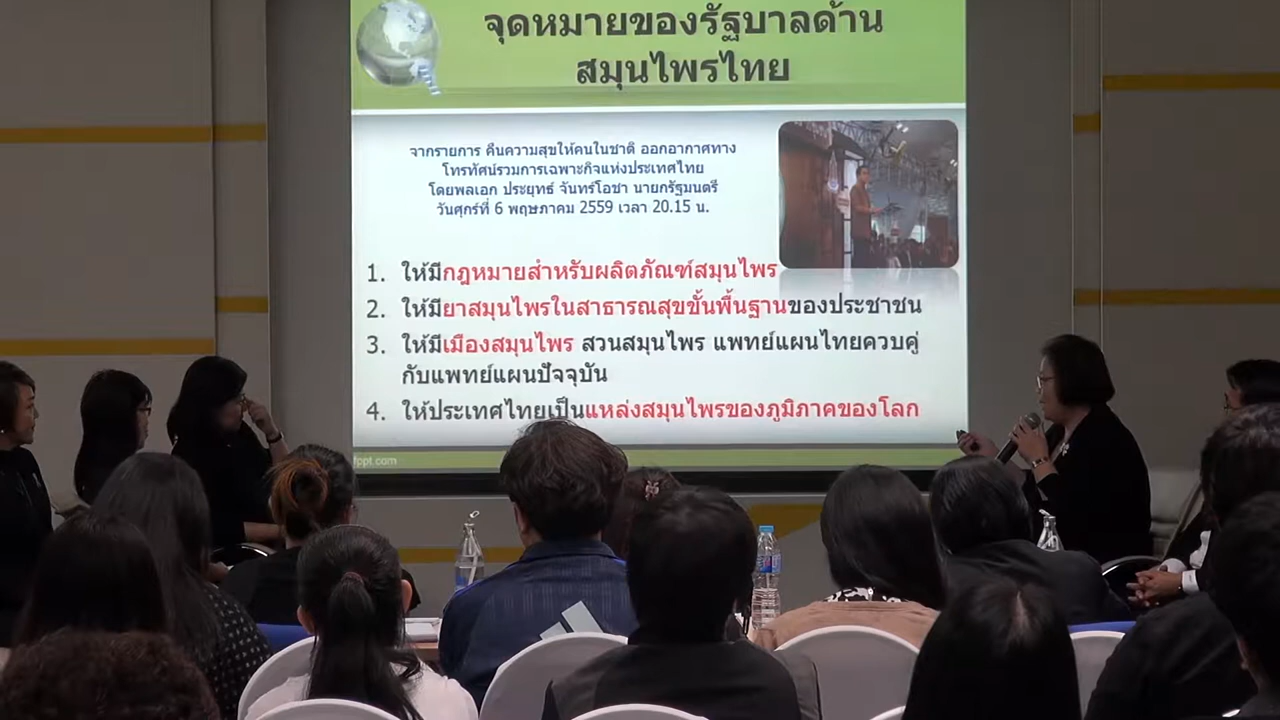 จุดหมายของรัฐบาลด้าน
สมุนไพรไทย
จากรายการ คืนความสุขให้คนในชาติ ออกอากาศทาง
โทรทัศน์รวมการเฉพาะกิจแห่งประเทศไทย
โดยพลเอก ประยุทธ์ จันทร์โอชา นายกรัฐมนตรี
วันศุกร์ที่ 6 พฤษภาคม 2559 เวลา 20.15 น.
1. ให้มีกฎหมายสำหรับผลิตภัณฑ์สมุนไพร
2. ให้มียาสมุนไพรในสาธารณสุขขั้นพื้นฐานของประชาชน
3. ให้มีเมืองสมุนไพร สวนสมุนไพร แพทย์แผนไทยควบคู่
กับแพทย์แผนปัจจุบัน
4. ให้ประเทศไทยเป็นแหล่งสมุนไพรของภูมิภาคของโลก
fppt.com